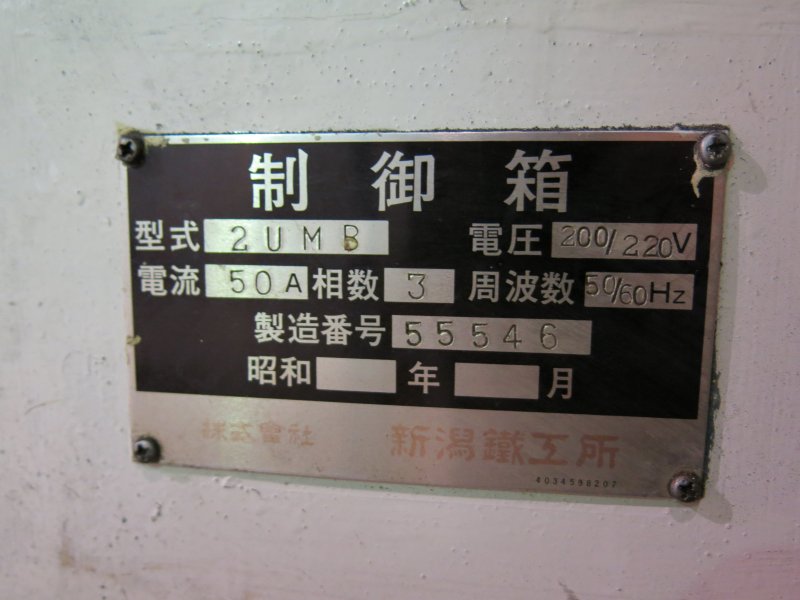 制御箱
型式 2UMB 電圧 200/220V
電流 50A 相数 3 周波数 50/60Hz
製造番号 55546
昭和 年 月
株式會社 新潟鐵工所
4034598207